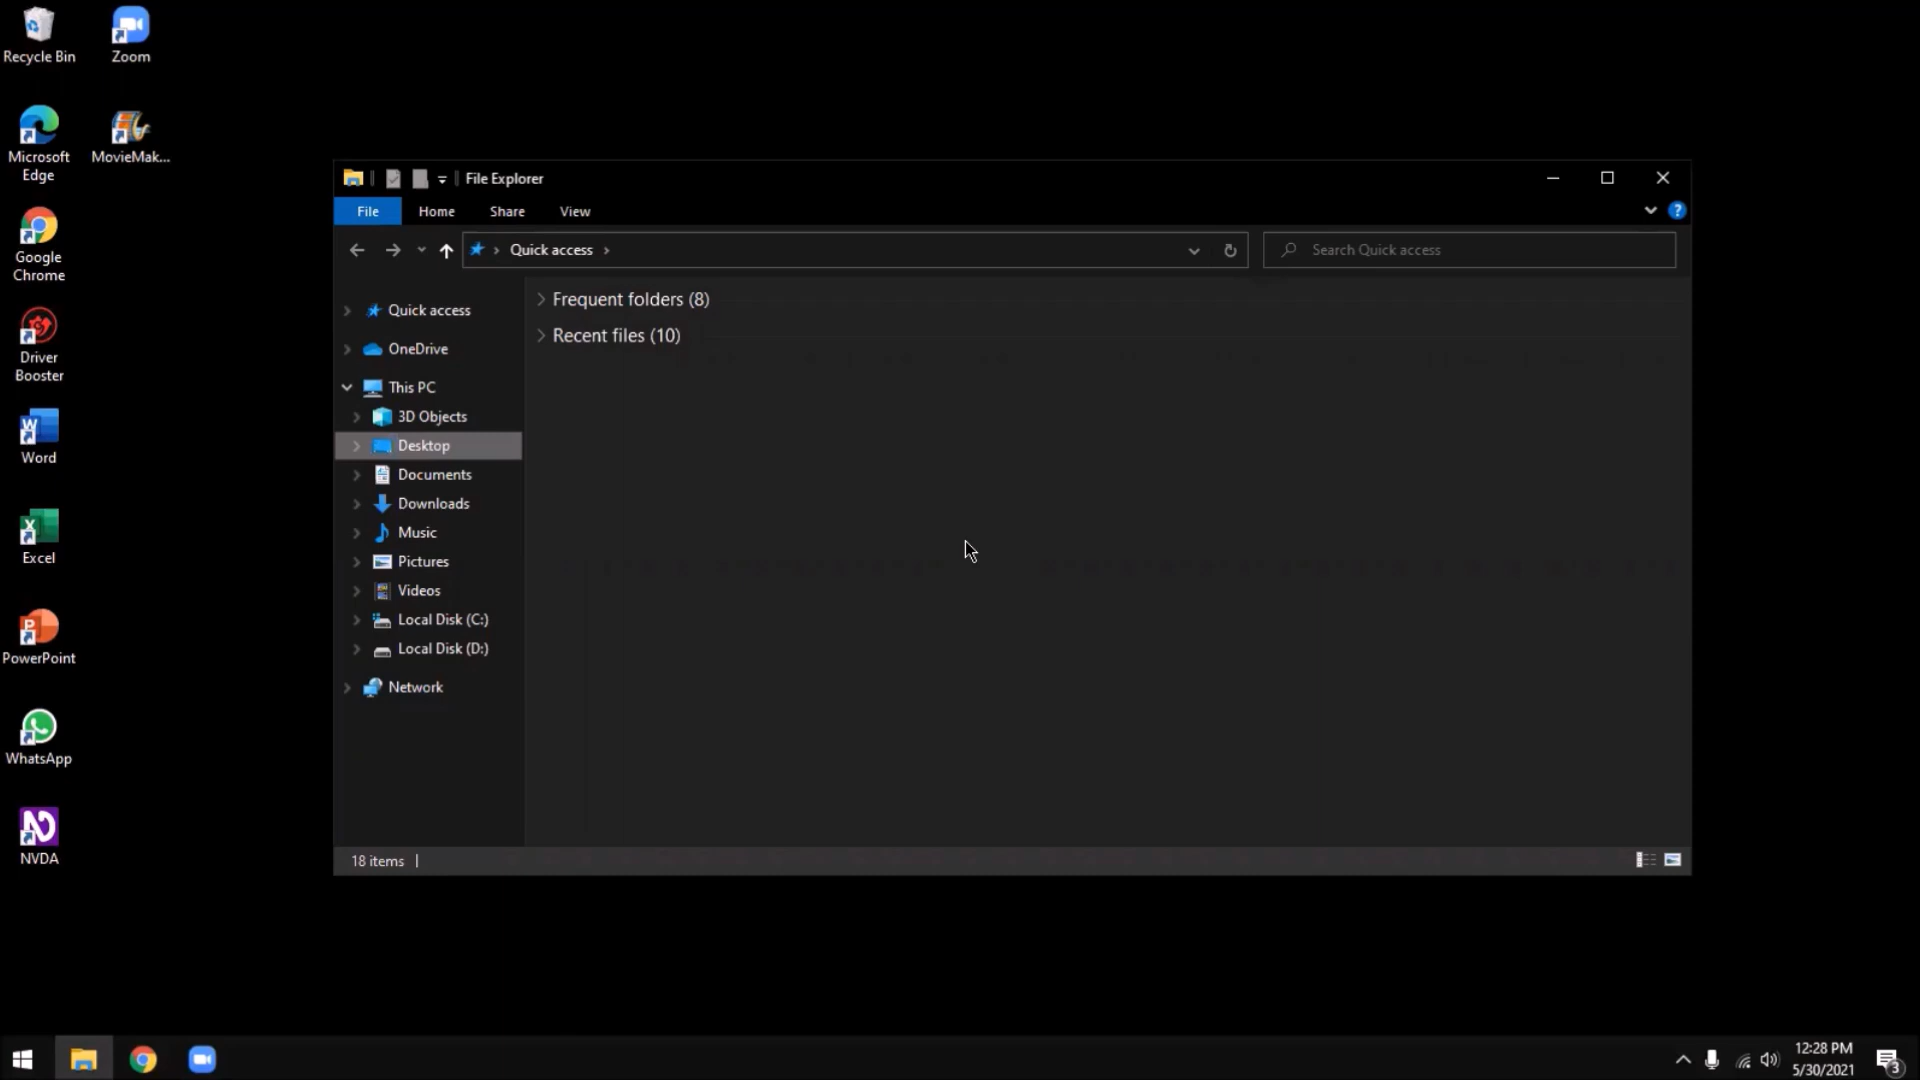 Recycle Bin
Zoom
Microsoft
Edge
MovieMak...
Google
Chrome
Driver
Booster
Word
Excel
PowerPoint
WhatsApp
NVDA
File Explorer
File Home Share View
Quick access
Search Quick access
Quick access
OneDrive
This PC
3D Objects
Desktop
Documents
Downloads
Music
Pictures
Videos
Local Disk (C:)
Local Disk (D:)
Network
Frequent folders (8)
Recent files (10)
18 items
12:28 PM
5/30/2021
3